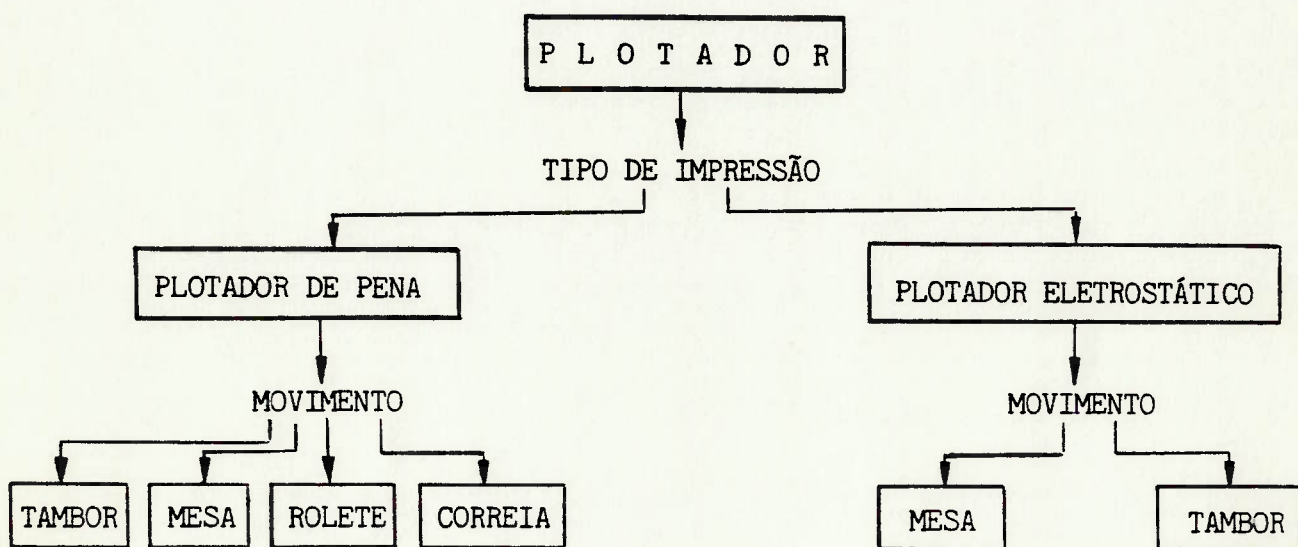 P L O T A D O R
TIPO DE IMPRESSÃO
PLOTADOR DE PENA
PLOTADOR ELETROSTÁTICO
MOVIMENTO
MOVIMENTO
TAMBOR
MESA
ROLETE
CORREIA
MESA
TAMBOR